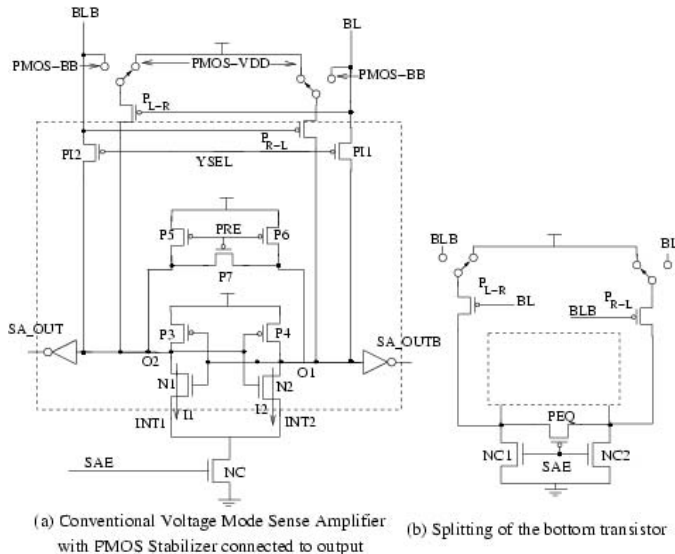 BLB
BL
PMOS-BB
PMOS-VDD
PMOS-BB
P L-R
P R-L
PI2
YSEL
PI1
P5
PRE
P6
P7
BLB
BL
P L-R
BL
P R-L
BLB
SA_OUT
P3
P4
SA_OUTB
O2
O1
N1
N2
I1
I2
INT1
INT2
PEQ
NC1
SAE
NC2
SAE
NC
(a) Conventional Voltage Mode Sense Amplifier
with PMOS Stabilizer connected to output
(b) Splitting of the bottom transistor